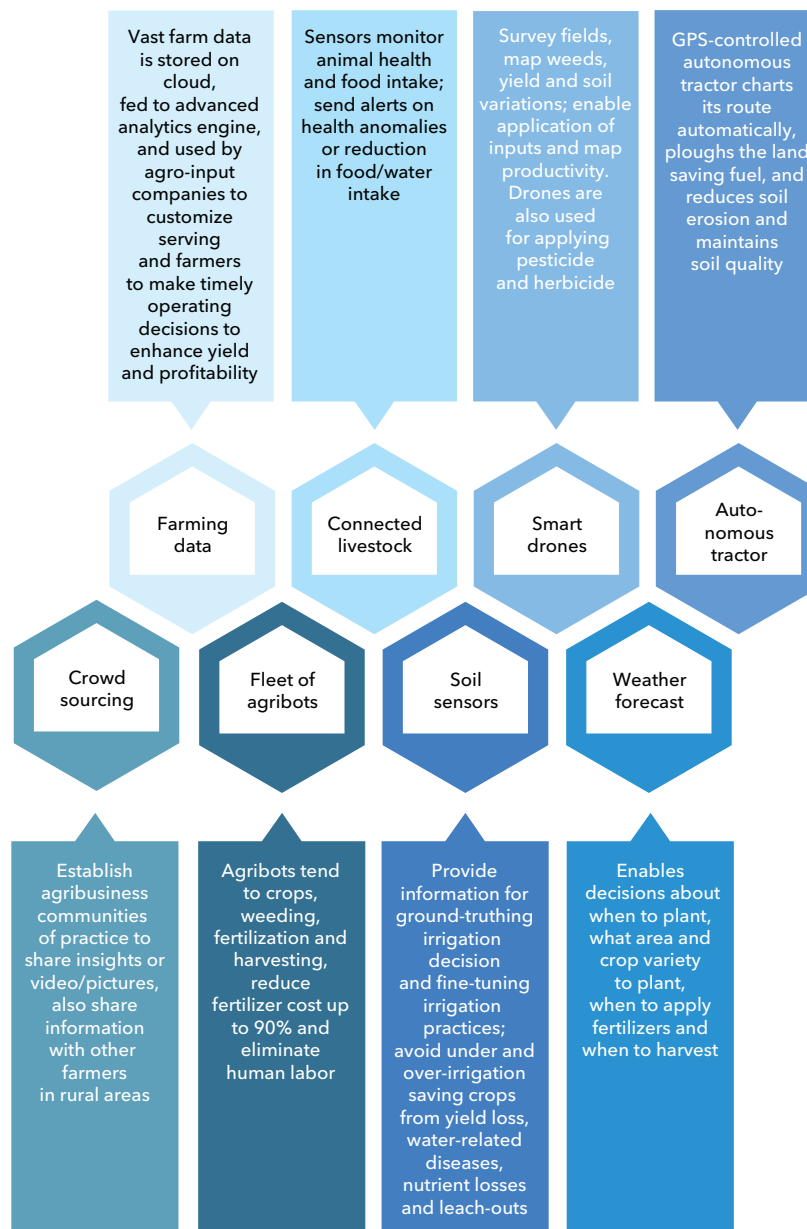 Vast farm data
is stored on
cloud,
fed to advanced
analytics engine,
and used by
agro-input
companies to
customize
serving
and farmers
to make timely
operating
decisions to
enhance yield
and profitability
Sensors monitor
animal health
and food intake;
send alerts on
health anomalies
or reduction
in food/water
intake
Survey fields,
map weeds,
yield and soil
variations; enable
application of
inputs and map
productivity.
Drones are
also used
for applying
pesticide
and herbicide
GPS-controlled
autonomous
tractor charts
its route
automatically,
ploughs the land
saving fuel, and
reduces soil
erosion and
maintains
soil quality
Farming
data
Connected
livestock
Smart
drones
Auto-
nomous
tractor
Crowd
sourcing
Fleet of
agribots
Soil
sensors
Weather
forecast
Establish
agribusiness
communities
of practice to
share insights or
video/pictures,
also share
information
with other
farmers
in rural areas
Agribots tend
to crops,
weeding,
fertilization and
harvesting,
reduce
fertilizer cost up
to 90% and
eliminate
human labor
Provide
information for
ground-truthing
irrigation
decision
and fine-tuning
irrigation
practices;
avoid under and
over-irrigation
saving crops
from yield loss,
water-related
diseases,
nutrient losses
and leach-outs
Enables
decisions about
when to plant,
what area and
crop variety
to plant,
when to apply
fertilizers and
when to harvest